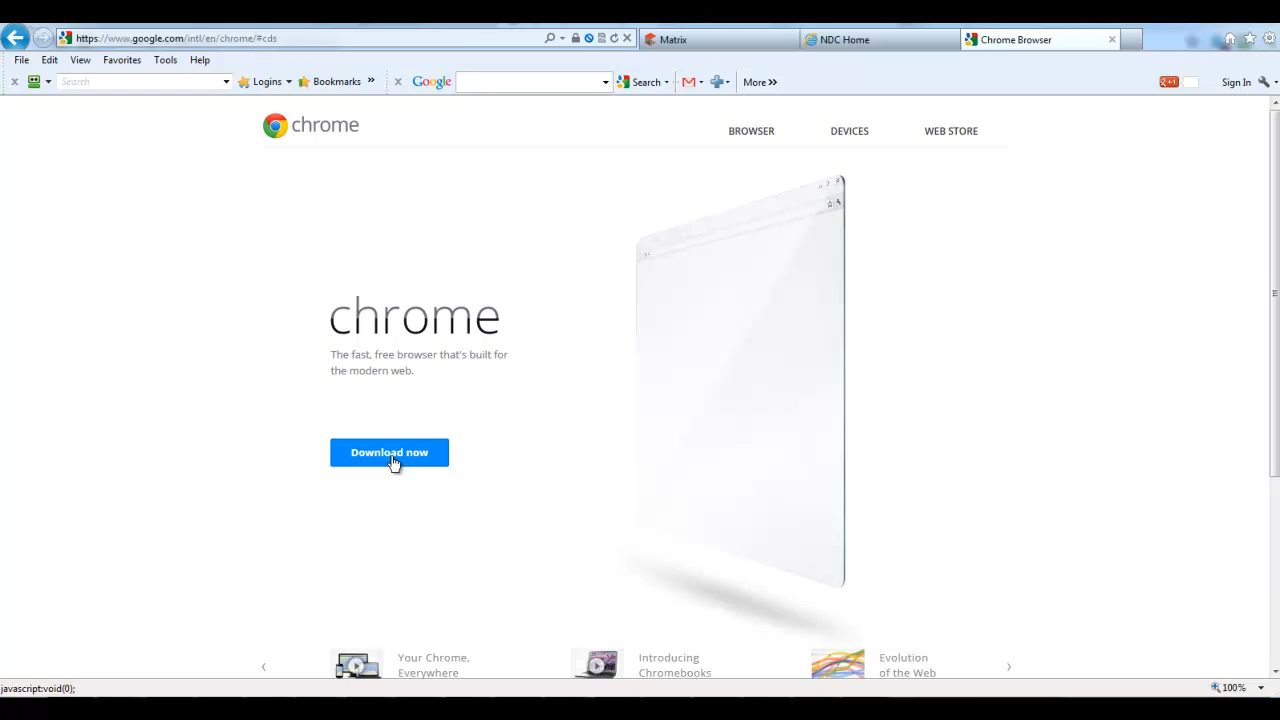 https://www.google.com/intl/en/chrome/#cds
Matrix
NDC Home
Chrome Browser
File Edit View Favorites Tools Help
Search Logins Bookmarks » Google Search More » Sign In
chrome
BROWSER DEVICES WEB STORE
chrome
The fast, free browser that's built for
the modern web.
Download now
Your Chrome,
Everywhere
Introducing
Chromebooks
Evolution
of the Web
javascript:void(0);
100%